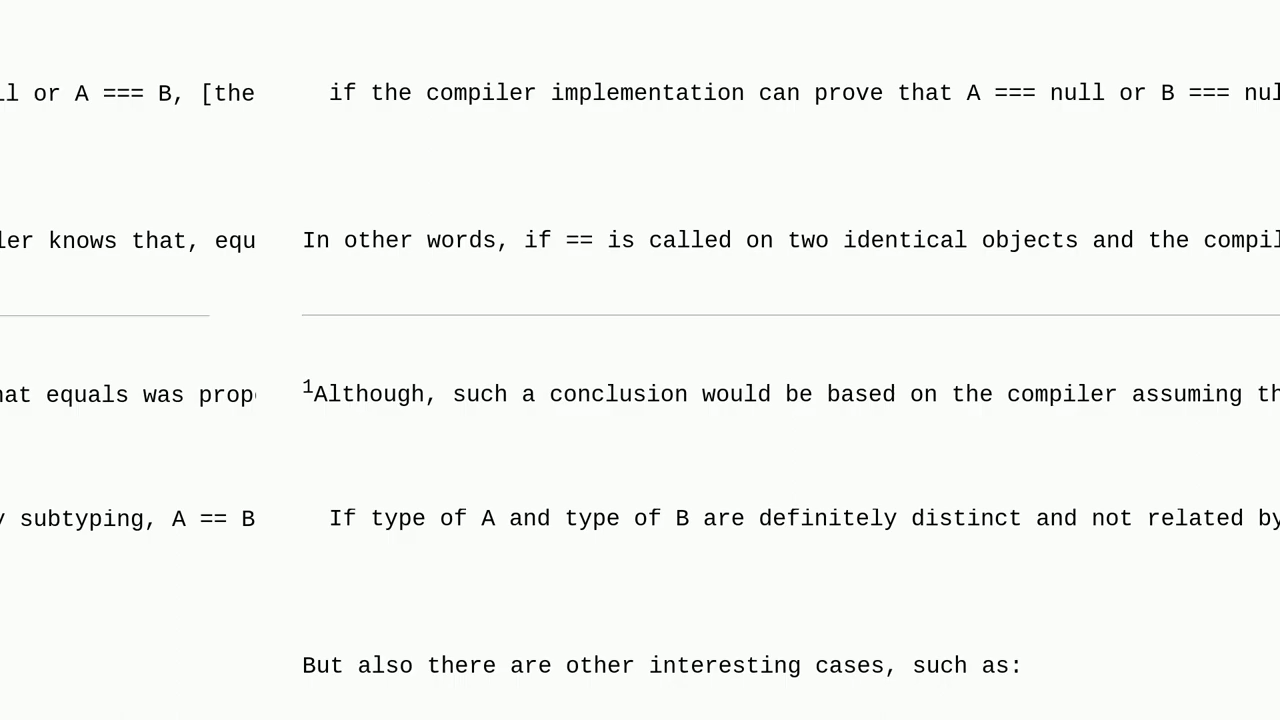 ll or A === B, [the
if the compiler implementation can prove that A === null or B === nul
ler knows that, equ
In other words, if == is called on two identical objects and the compil
hat equals was prop
1Although, such a conclusion would be based on the compiler assuming th
y subtyping, A == B
If type of A and type of B are definitely distinct and not related by
But also there are other interesting cases, such as: